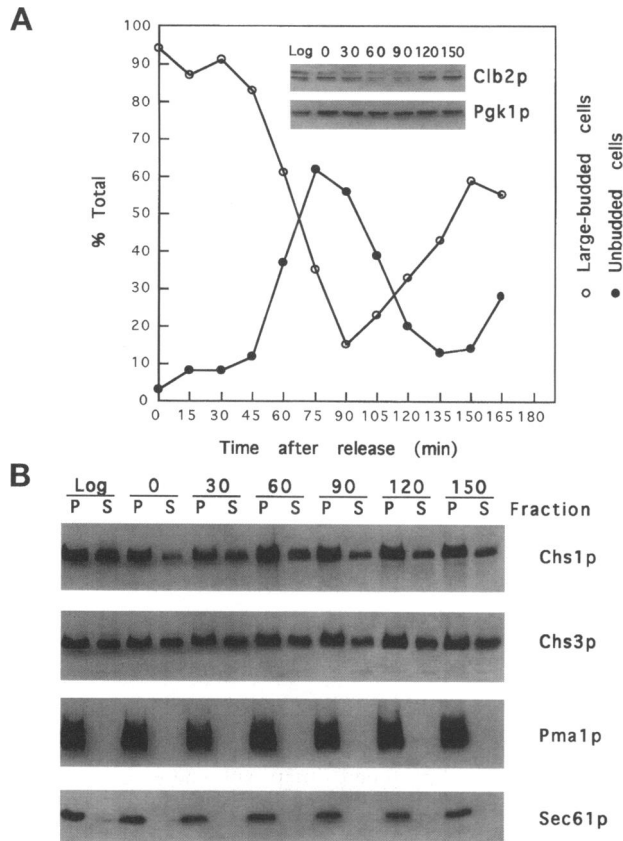 A
100
90
80
70
60
50
40
30
20
10
0
% Total
Log 0 30 60 90 120 150
Clb2p
Pgk1p
0 15 30 45 60 75 90 105 120 135 150 165 180
Time after release (min)
○ Large-budded cells
● Unbudded cells
B
Log 0 30 60 90 120 150
P S P S P S P S P S P S P S Fraction
Chs1p
Chs3p
Pma1p
Sec61p